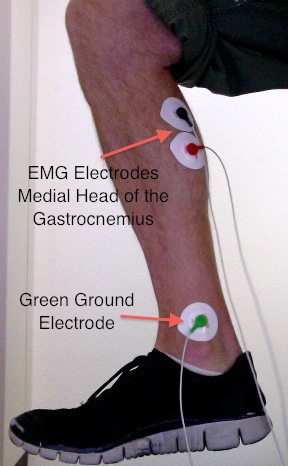 EMG Electrodes
Medial Head of the
Gastrocnemius
Green Ground
Electrode